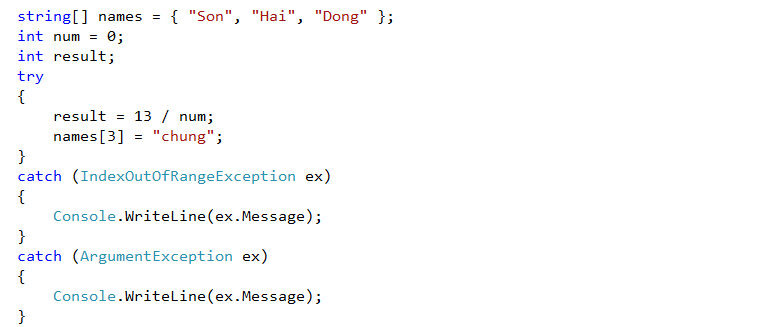 string[] names = { "Son", "Hai", "Dong" };
int num = 0;
int result;
try
{
    result = 13 / num;
    names[3] = "chung";
}
catch (IndexOutOfRangeException ex)
{
    Console.WriteLine(ex.Message);
}
catch (ArgumentException ex)
{
    Console.WriteLine(ex.Message);
}